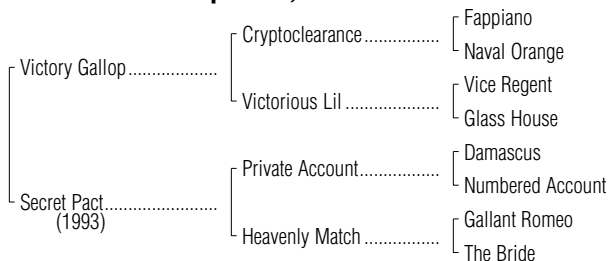 Fappiano
Cryptoclearance..................
Naval Orange
Victory Gallop.....................
Vice Regent
Victorious Lil ......................
Glass House
Damascus
Private Account...................
Numbered Account
Secret Pact..........................
(1993)
Gallant Romeo
Heavenly Match ..................
The Bride